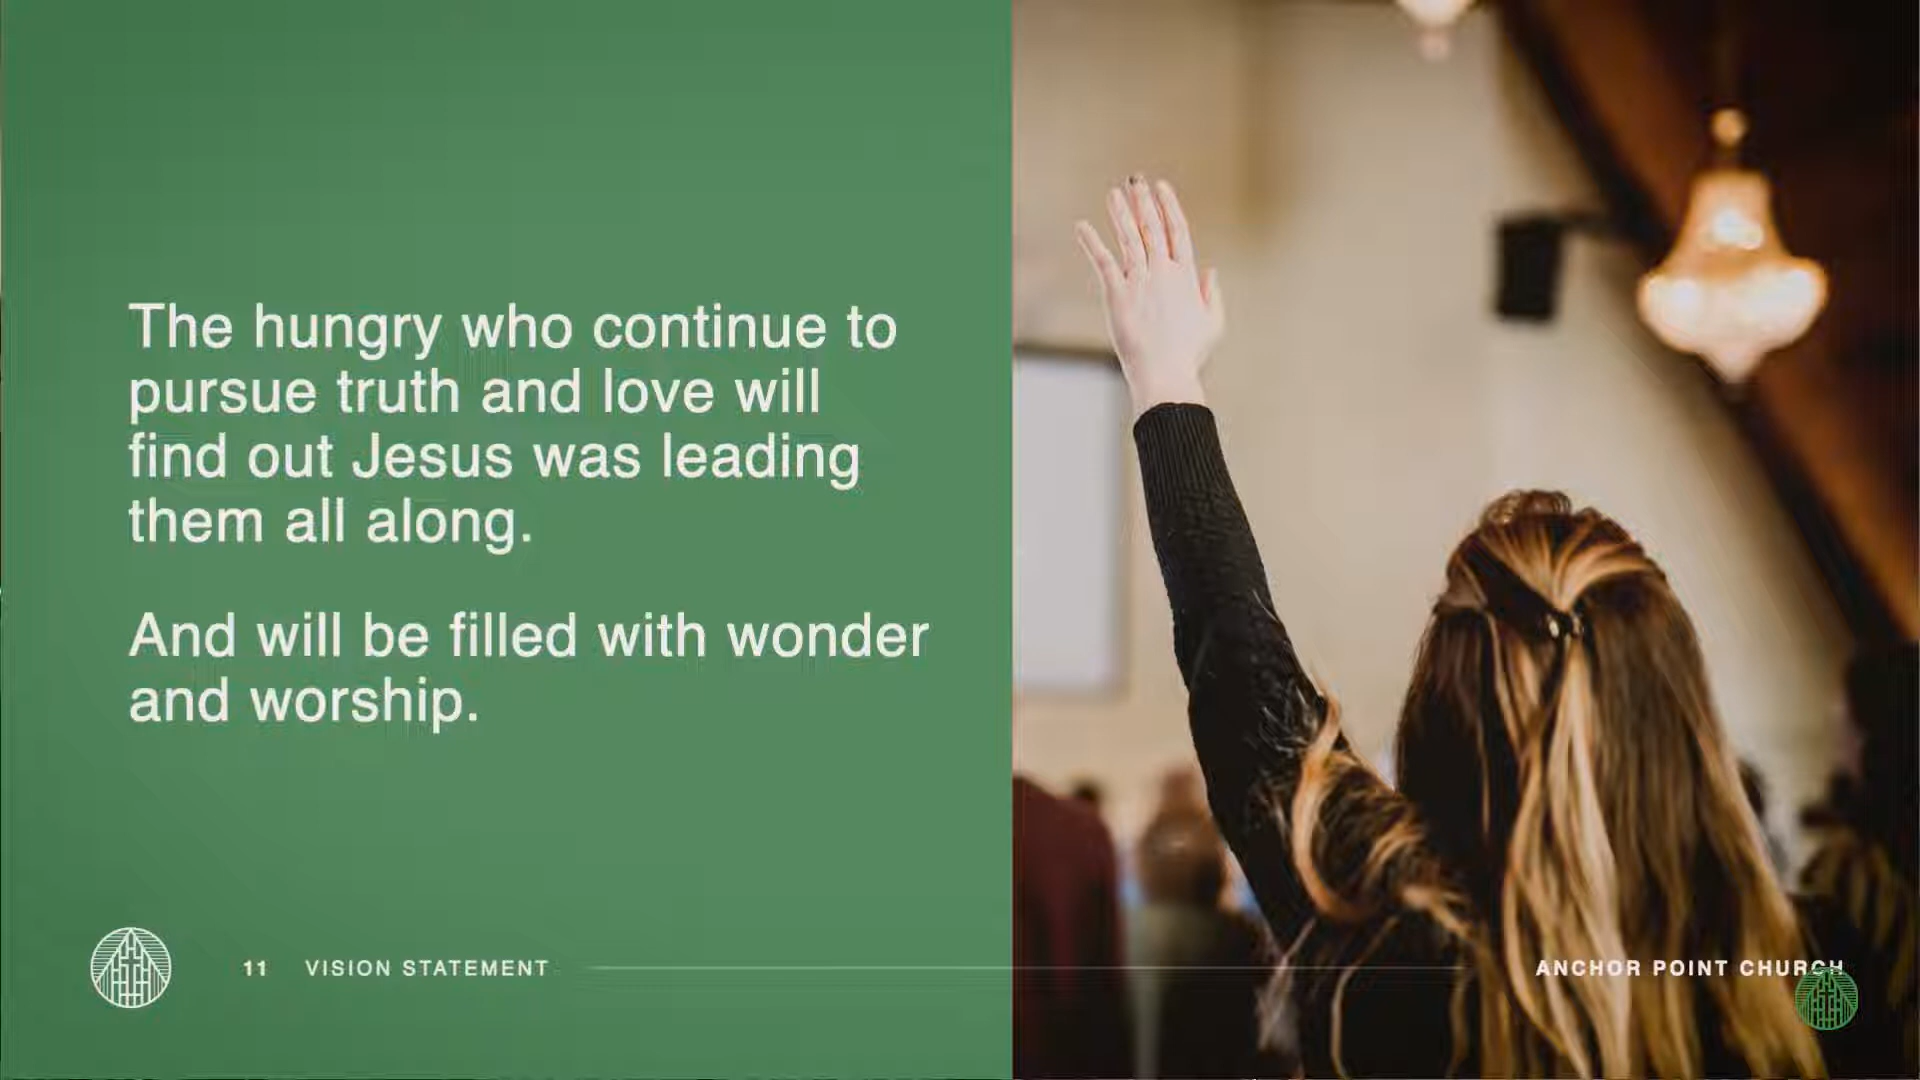 The hungry who continue to
pursue truth and love will
find out Jesus was leading
them all along.
And will be filled with wonder
and worship.
11 VISION STATEMENT
ANCHOR POINT CHURCH